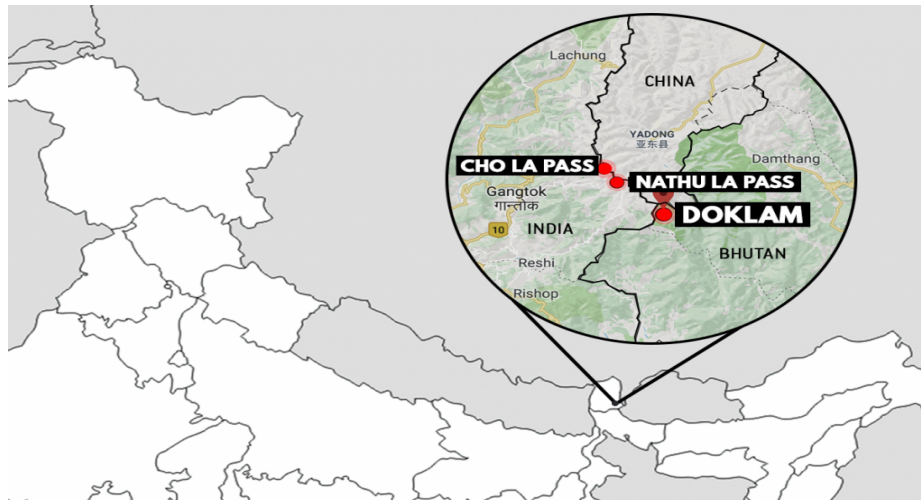 Lachung
CHINA
YADONG
亚东县
CHO LA PASS
Damthang
NATHU LA PASS
Gangtok
गान्तोक
DOKLAM
10
INDIA
BHUTAN
Reshi
Rishop